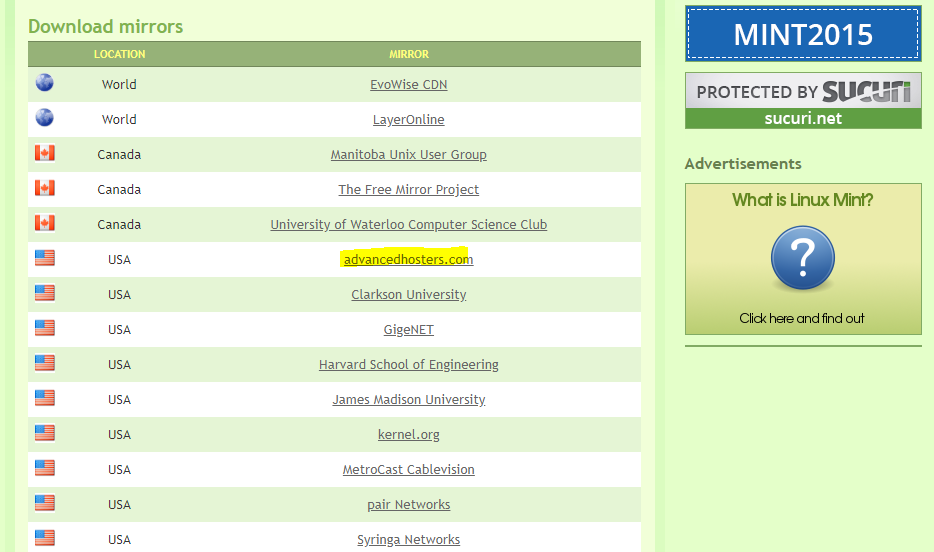 Download mirrors
LOCATION MIRROR
World EvoWise CDN
World LayerOnline
Canada Manitoba Unix User Group
Canada The Free Mirror Project
Canada University of Waterloo Computer Science Club
USA advancedhosters.com
USA Clarkson University
USA GigeNET
USA Harvard School of Engineering
USA James Madison University
USA kernel.org
USA MetroCast Cablevision
USA pair Networks
USA Syringa Networks
MINT2015
PROTECTED BY SUCURI
sucuri.net
Advertisements
What is Linux Mint?
?
Click here and find out